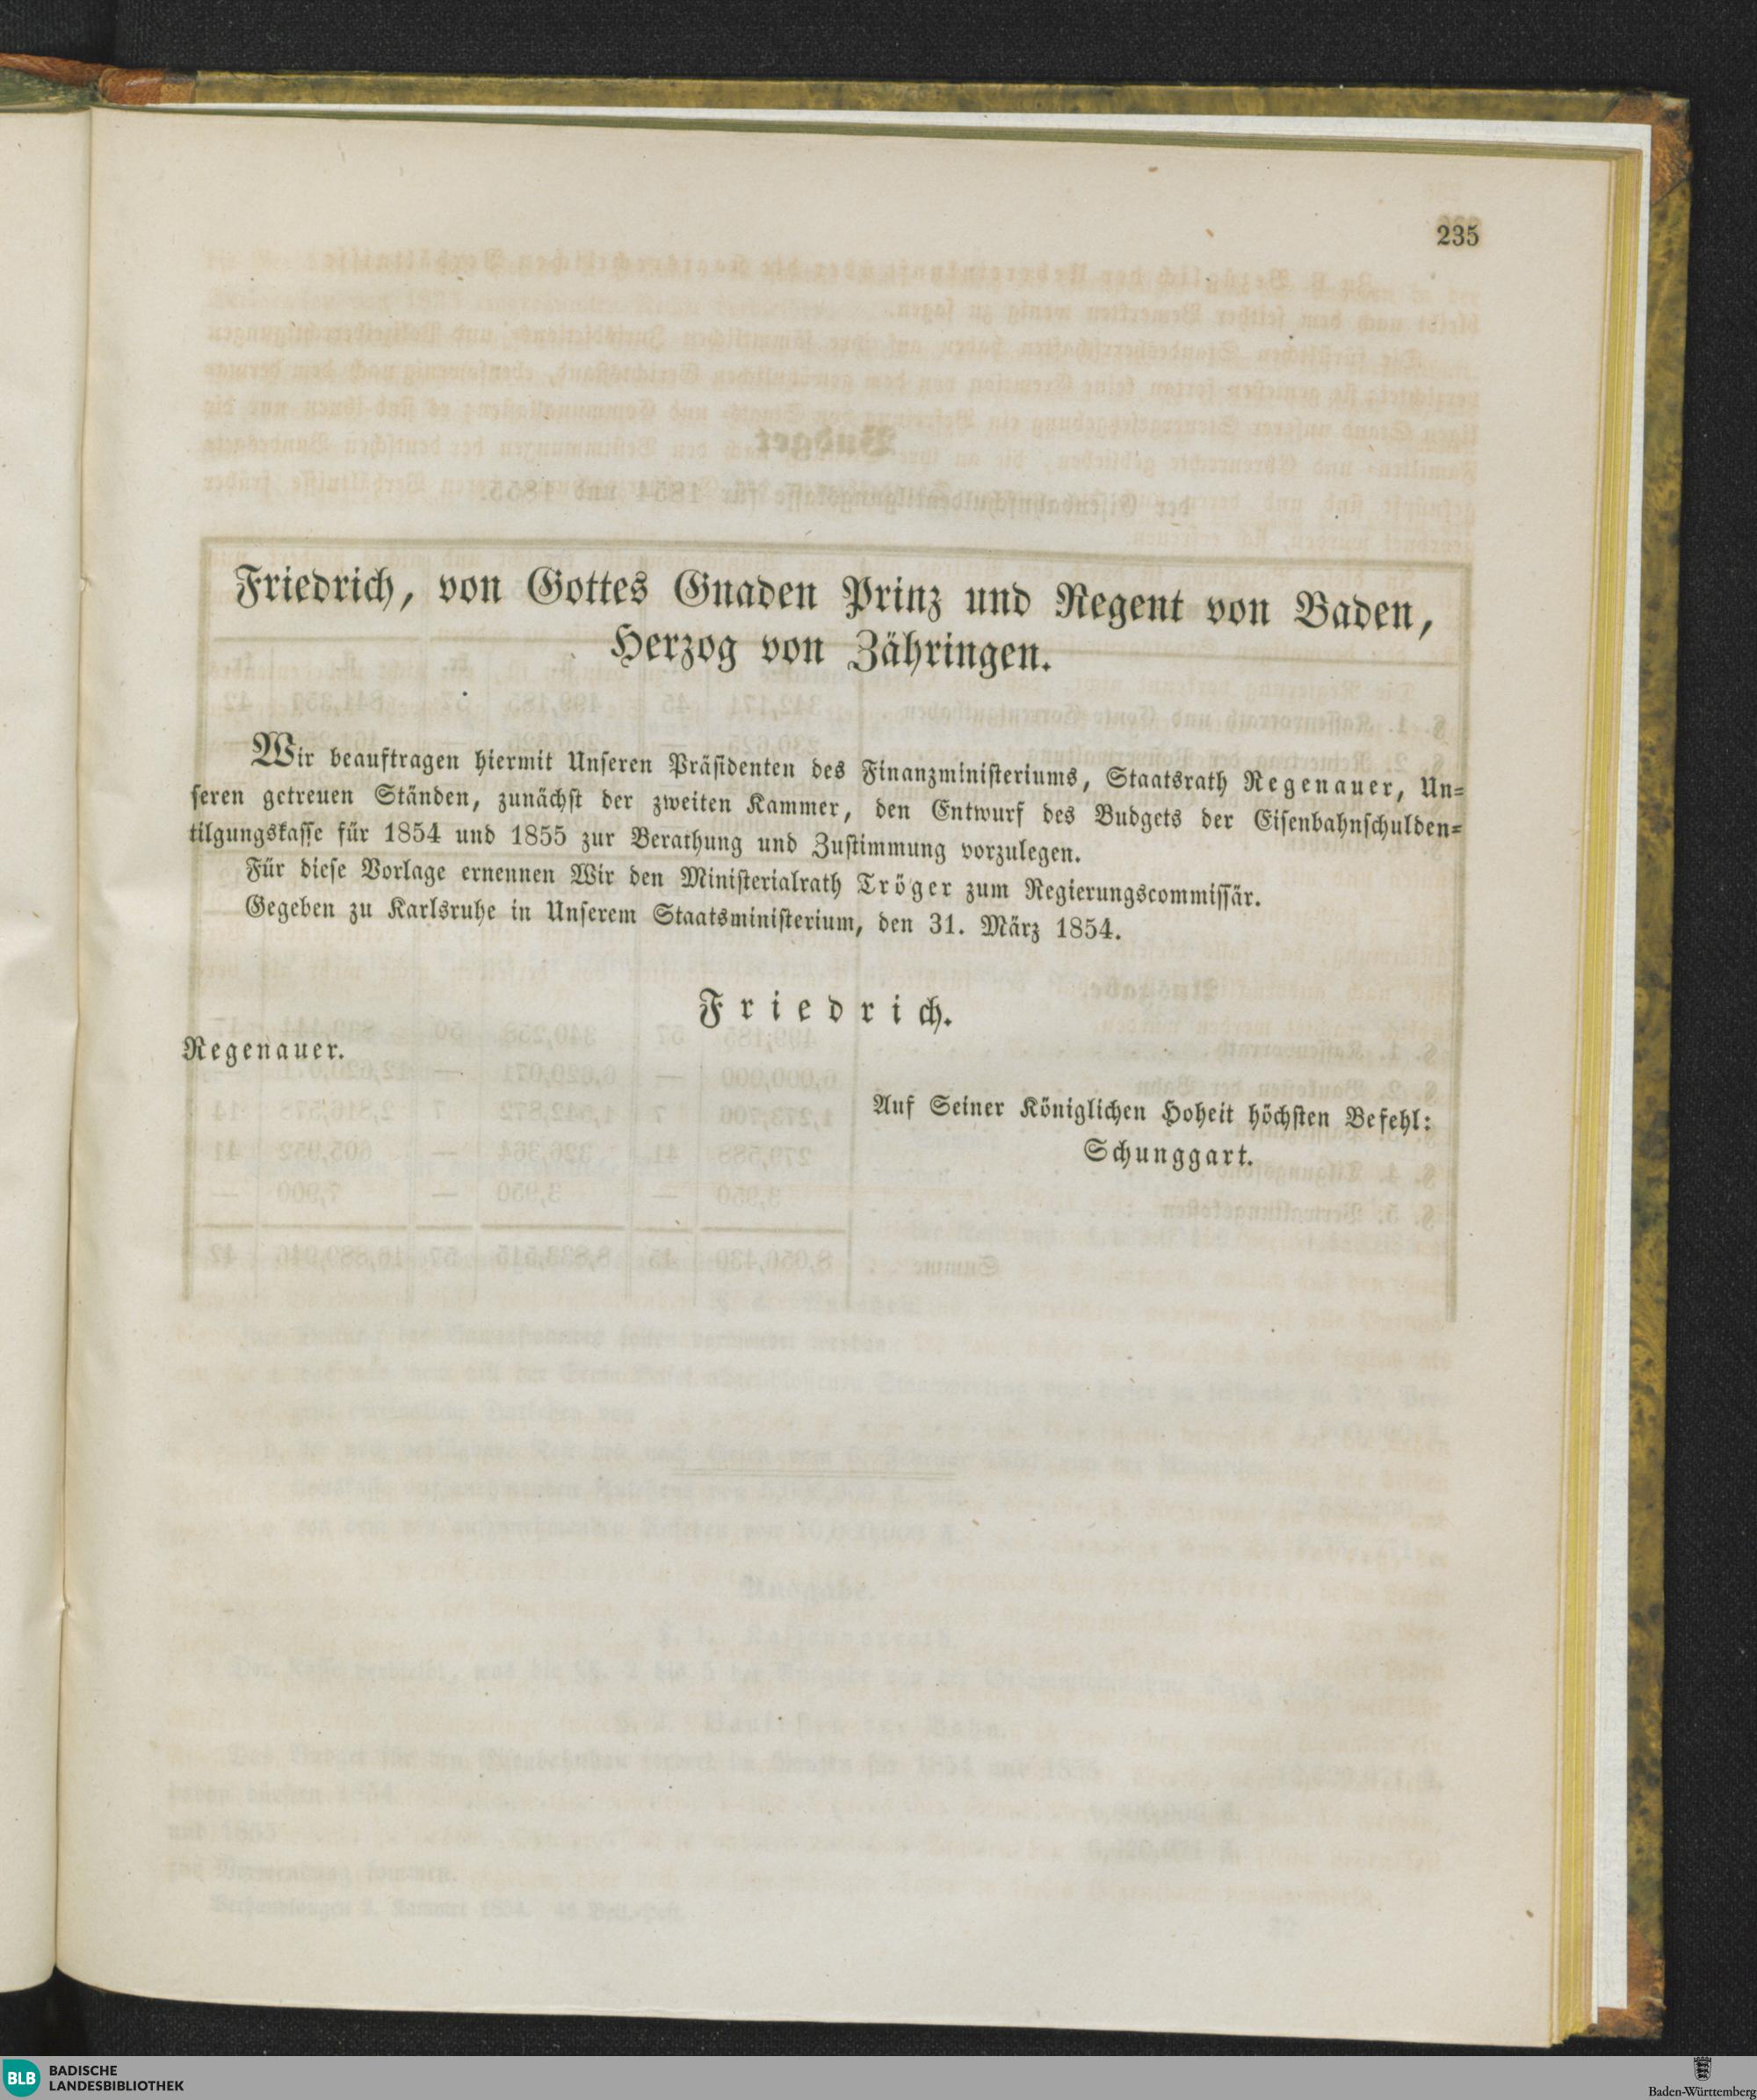 235
Friedrich, von Gottes Gnaden Prinz und Regent von Baden,
Herzog von Zähringen.
Wir beauftragen hiermit Unseren Präsidenten des Finanzministeriums, Staatsrath Regenauer, Un-
seren getreuen Ständen, zunächst der zweiten Kammer, den Entwurf des Budgets der Eisenbahnschulden-
tilgungskasse für 1854 und 1855 zur Berathung und Zustimmung vorzulegen.
Für diese Vorlage ernennen Wir den Ministerialrath Tröger zum Regierungscommissär.
Gegeben zu Karlsruhe in Unserem Staatsministerium, den 31. März 1854.
Friedrich.
Regenauer.
Auf Seiner Königlichen Hoheit höchsten Befehl:
Schunggart.
BLB BADISCHE
LANDESBIBLIOTHEK
Baden-Württemberg